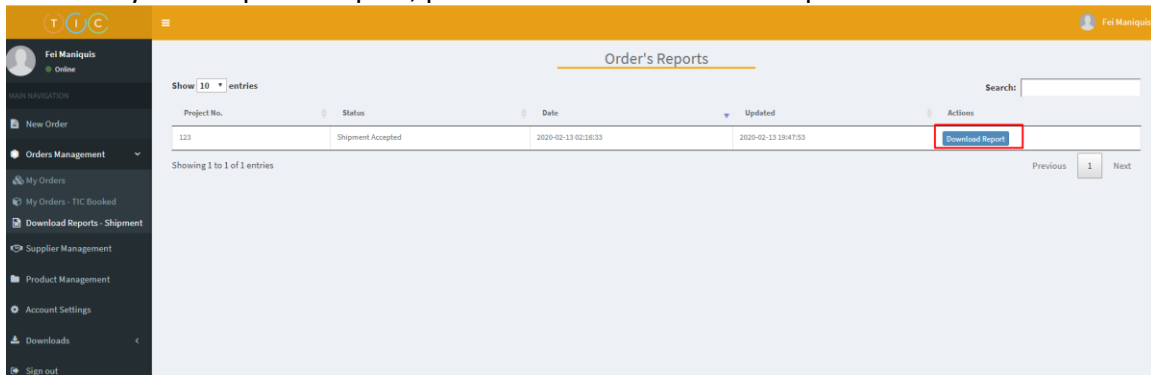 TIC
Fei Maniquis
Fei Maniquis
Online
MAIN NAVIGATION
New Order
Orders Management
My Orders
My Orders - TIC Booked
Download Reports - Shipment
Supplier Management
Product Management
Account Settings
Downloads
Sign out
Order's Reports
Show 10 entries
Search:
Project No. Status Date Updated Actions
123 Shipment Accepted 2020-02-13 02:16:33 2020-02-13 19:47:53 Download Report
Showing 1 to 1 of 1 entries
Previous 1 Next